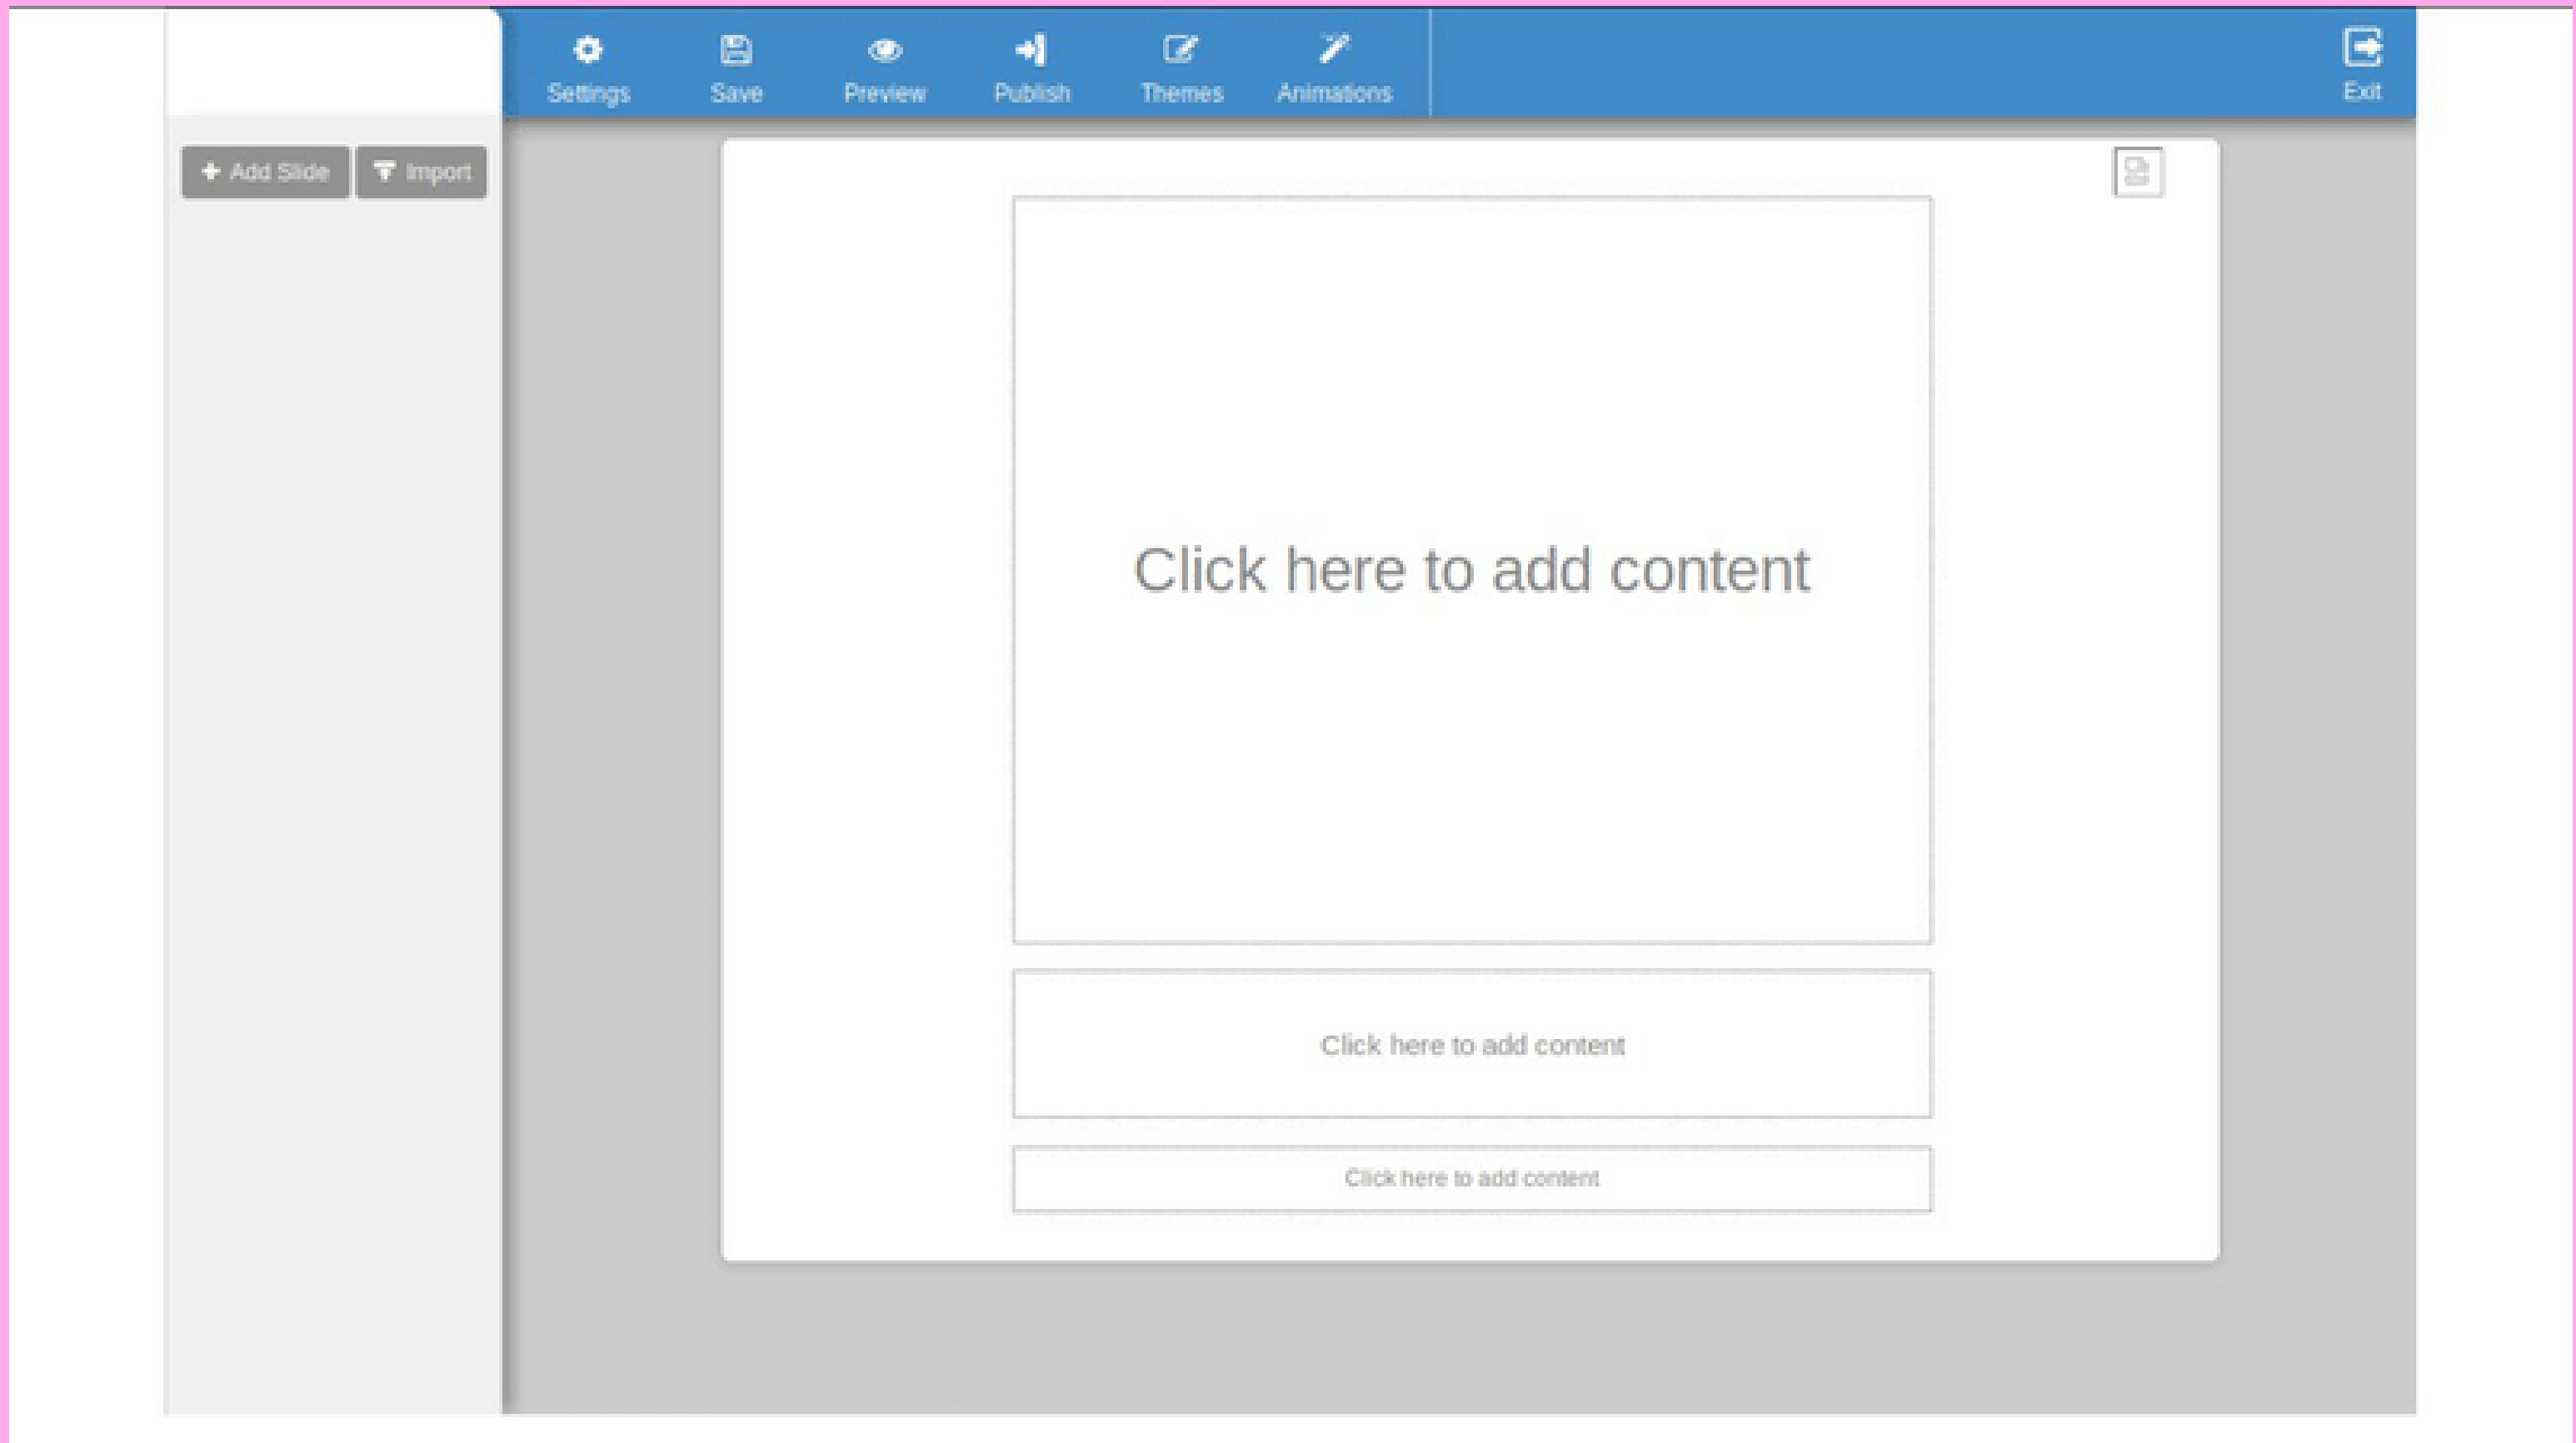 Settings Save Preview Publish Themes Animations Exit
Add Slide Import
Click here to add content
Click here to add content
Click here to add content